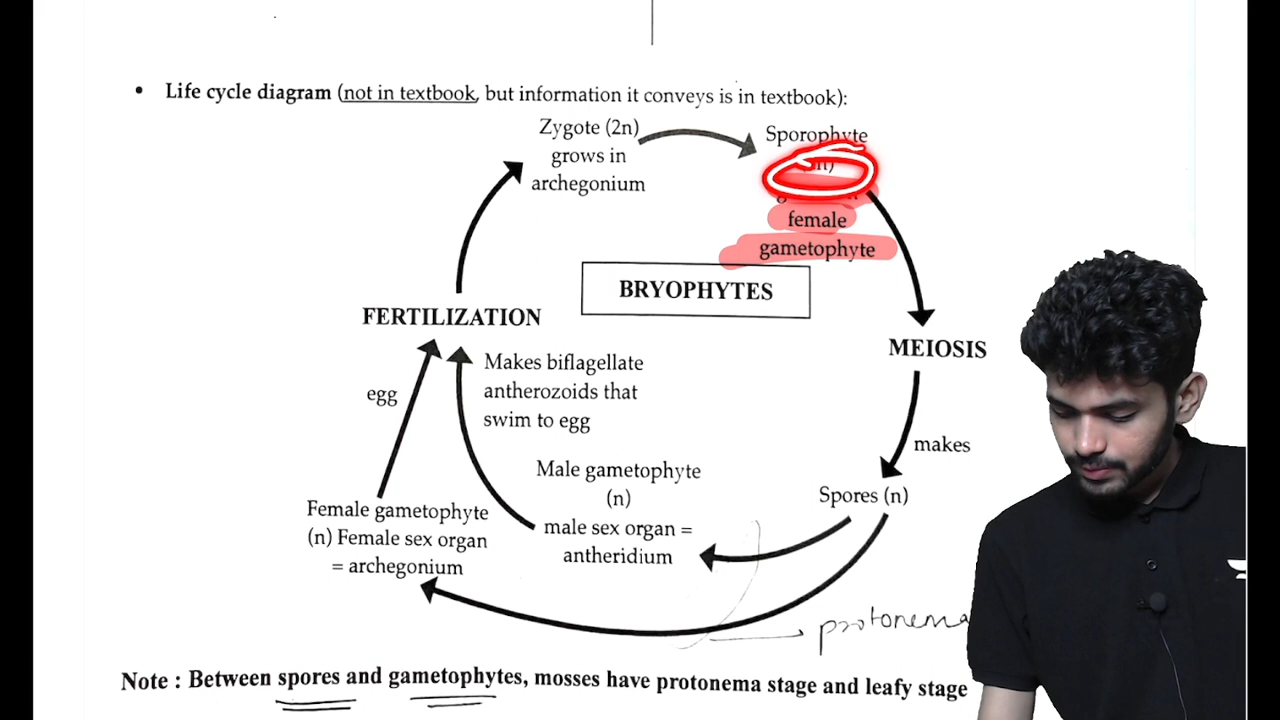 • Life cycle diagram (not in textbook, but information it conveys is in textbook):
Zygote (2n)
grows in
archegonium
Sporophyte
female
gametophyte
BRYOPHYTES
FERTILIZATION
MEIOSIS
Makes biflagellate
antherozoids that
swim to egg
egg
makes
Male gametophyte
(n)
male sex organ =
antheridium
Spores (n)
Female gametophyte
(n) Female sex organ
= archegonium
protonema
Note : Between spores and gametophytes, mosses have protonema stage and leafy stage